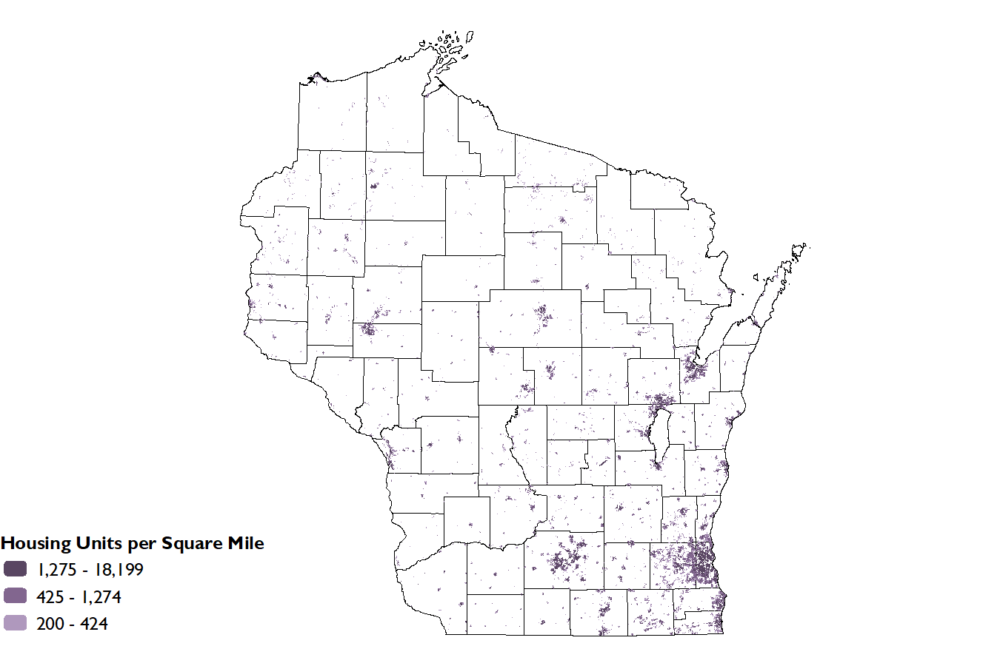 Housing Units per Square Mile
1,275 - 18,199
425 - 1,274
200 - 424